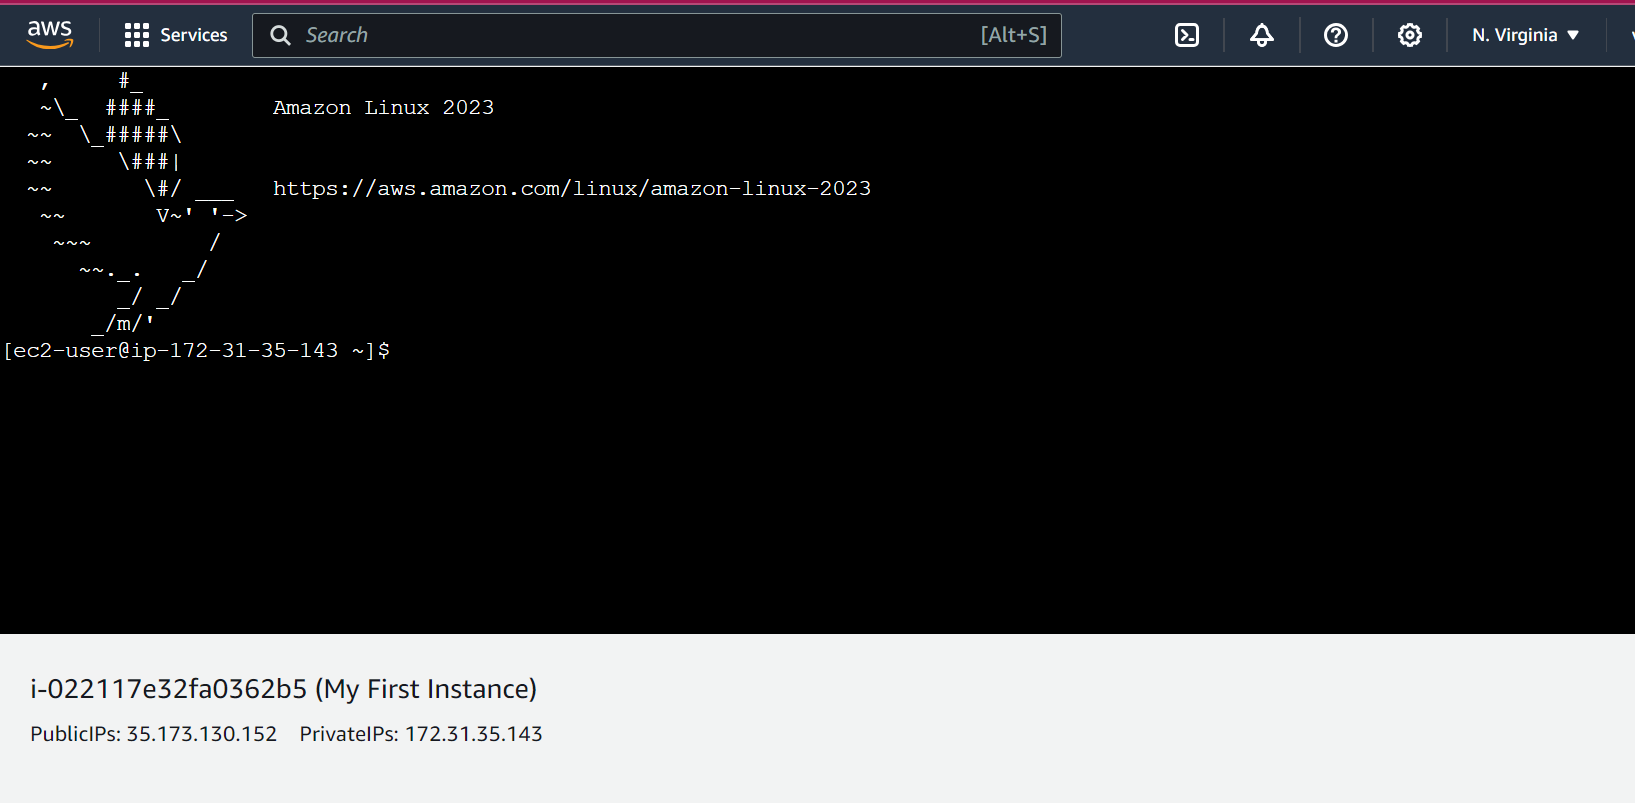 aws Services Search [Alt+S] N. Virginia
   ,     #_
   ~\_  ####_        Amazon Linux 2023
  ~~  \_#####\
  ~~     \###|
  ~~       \#/ ___   https://aws.amazon.com/linux/amazon-linux-2023
   ~~       V~' '->
    ~~~         /
      ~~._.   _/
         _/ _/
       _/m/'
[ec2-user@ip-172-31-35-143 ~]$
i-022117e32fa0362b5 (My First Instance)
PublicIPs: 35.173.130.152 PrivateIPs: 172.31.35.143